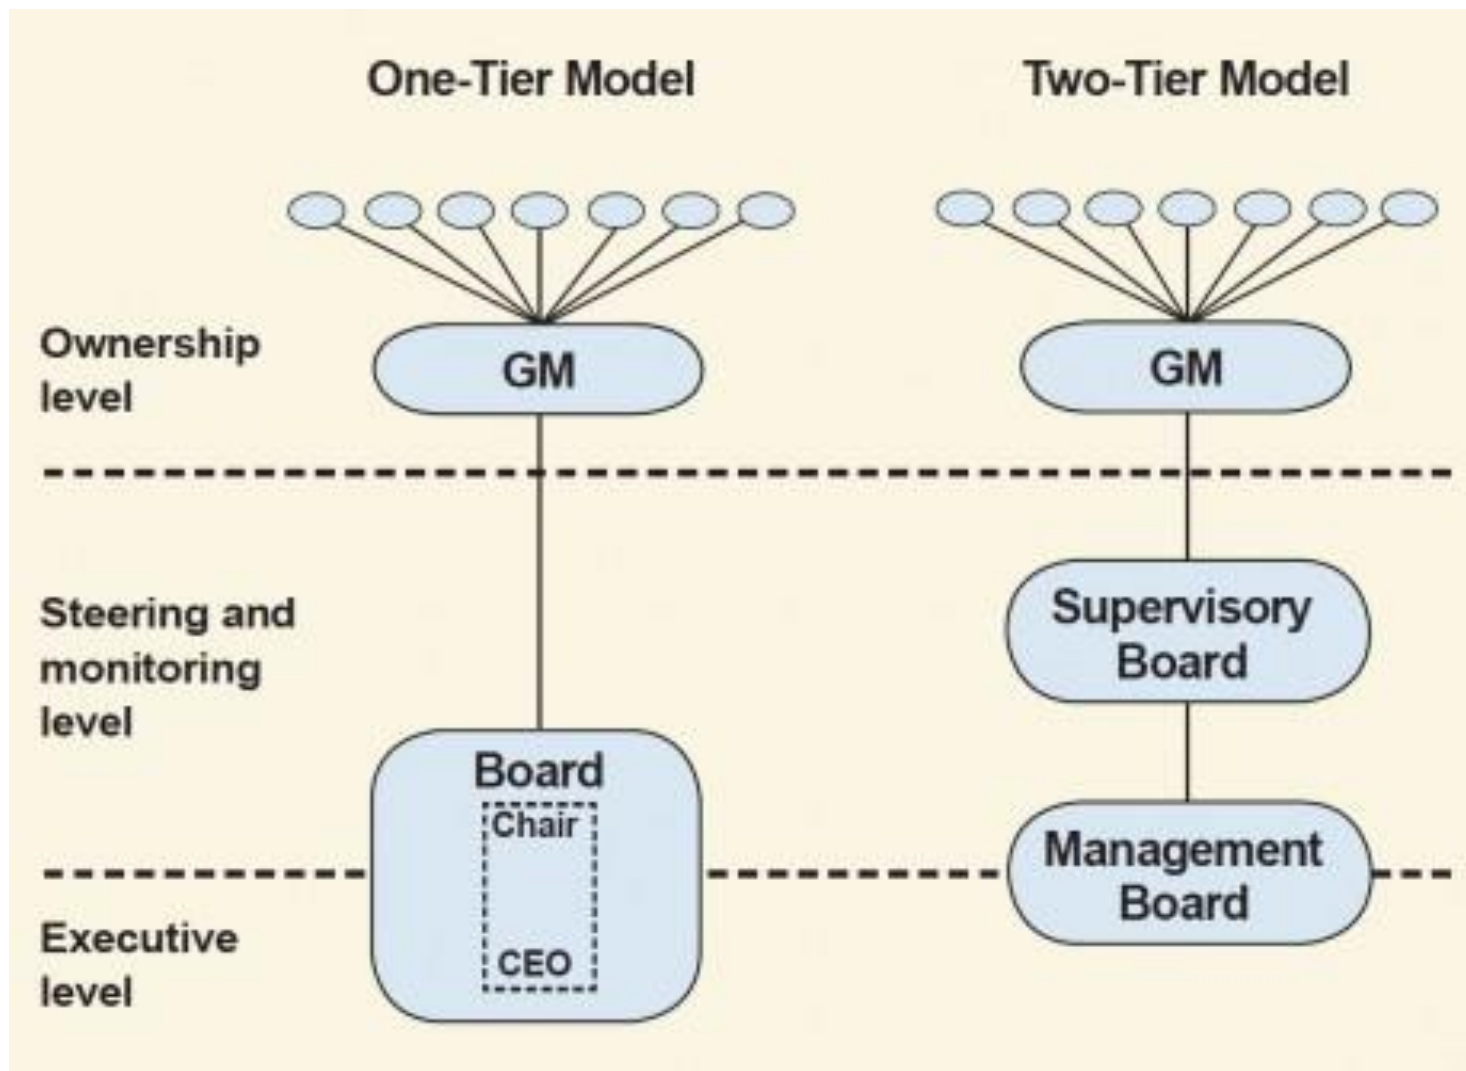 One-Tier Model
Two-Tier Model
Ownership
level
GM
GM
Steering and
monitoring
level
Supervisory
Board
Board
Chair
CEO
Management
Board
Executive
level